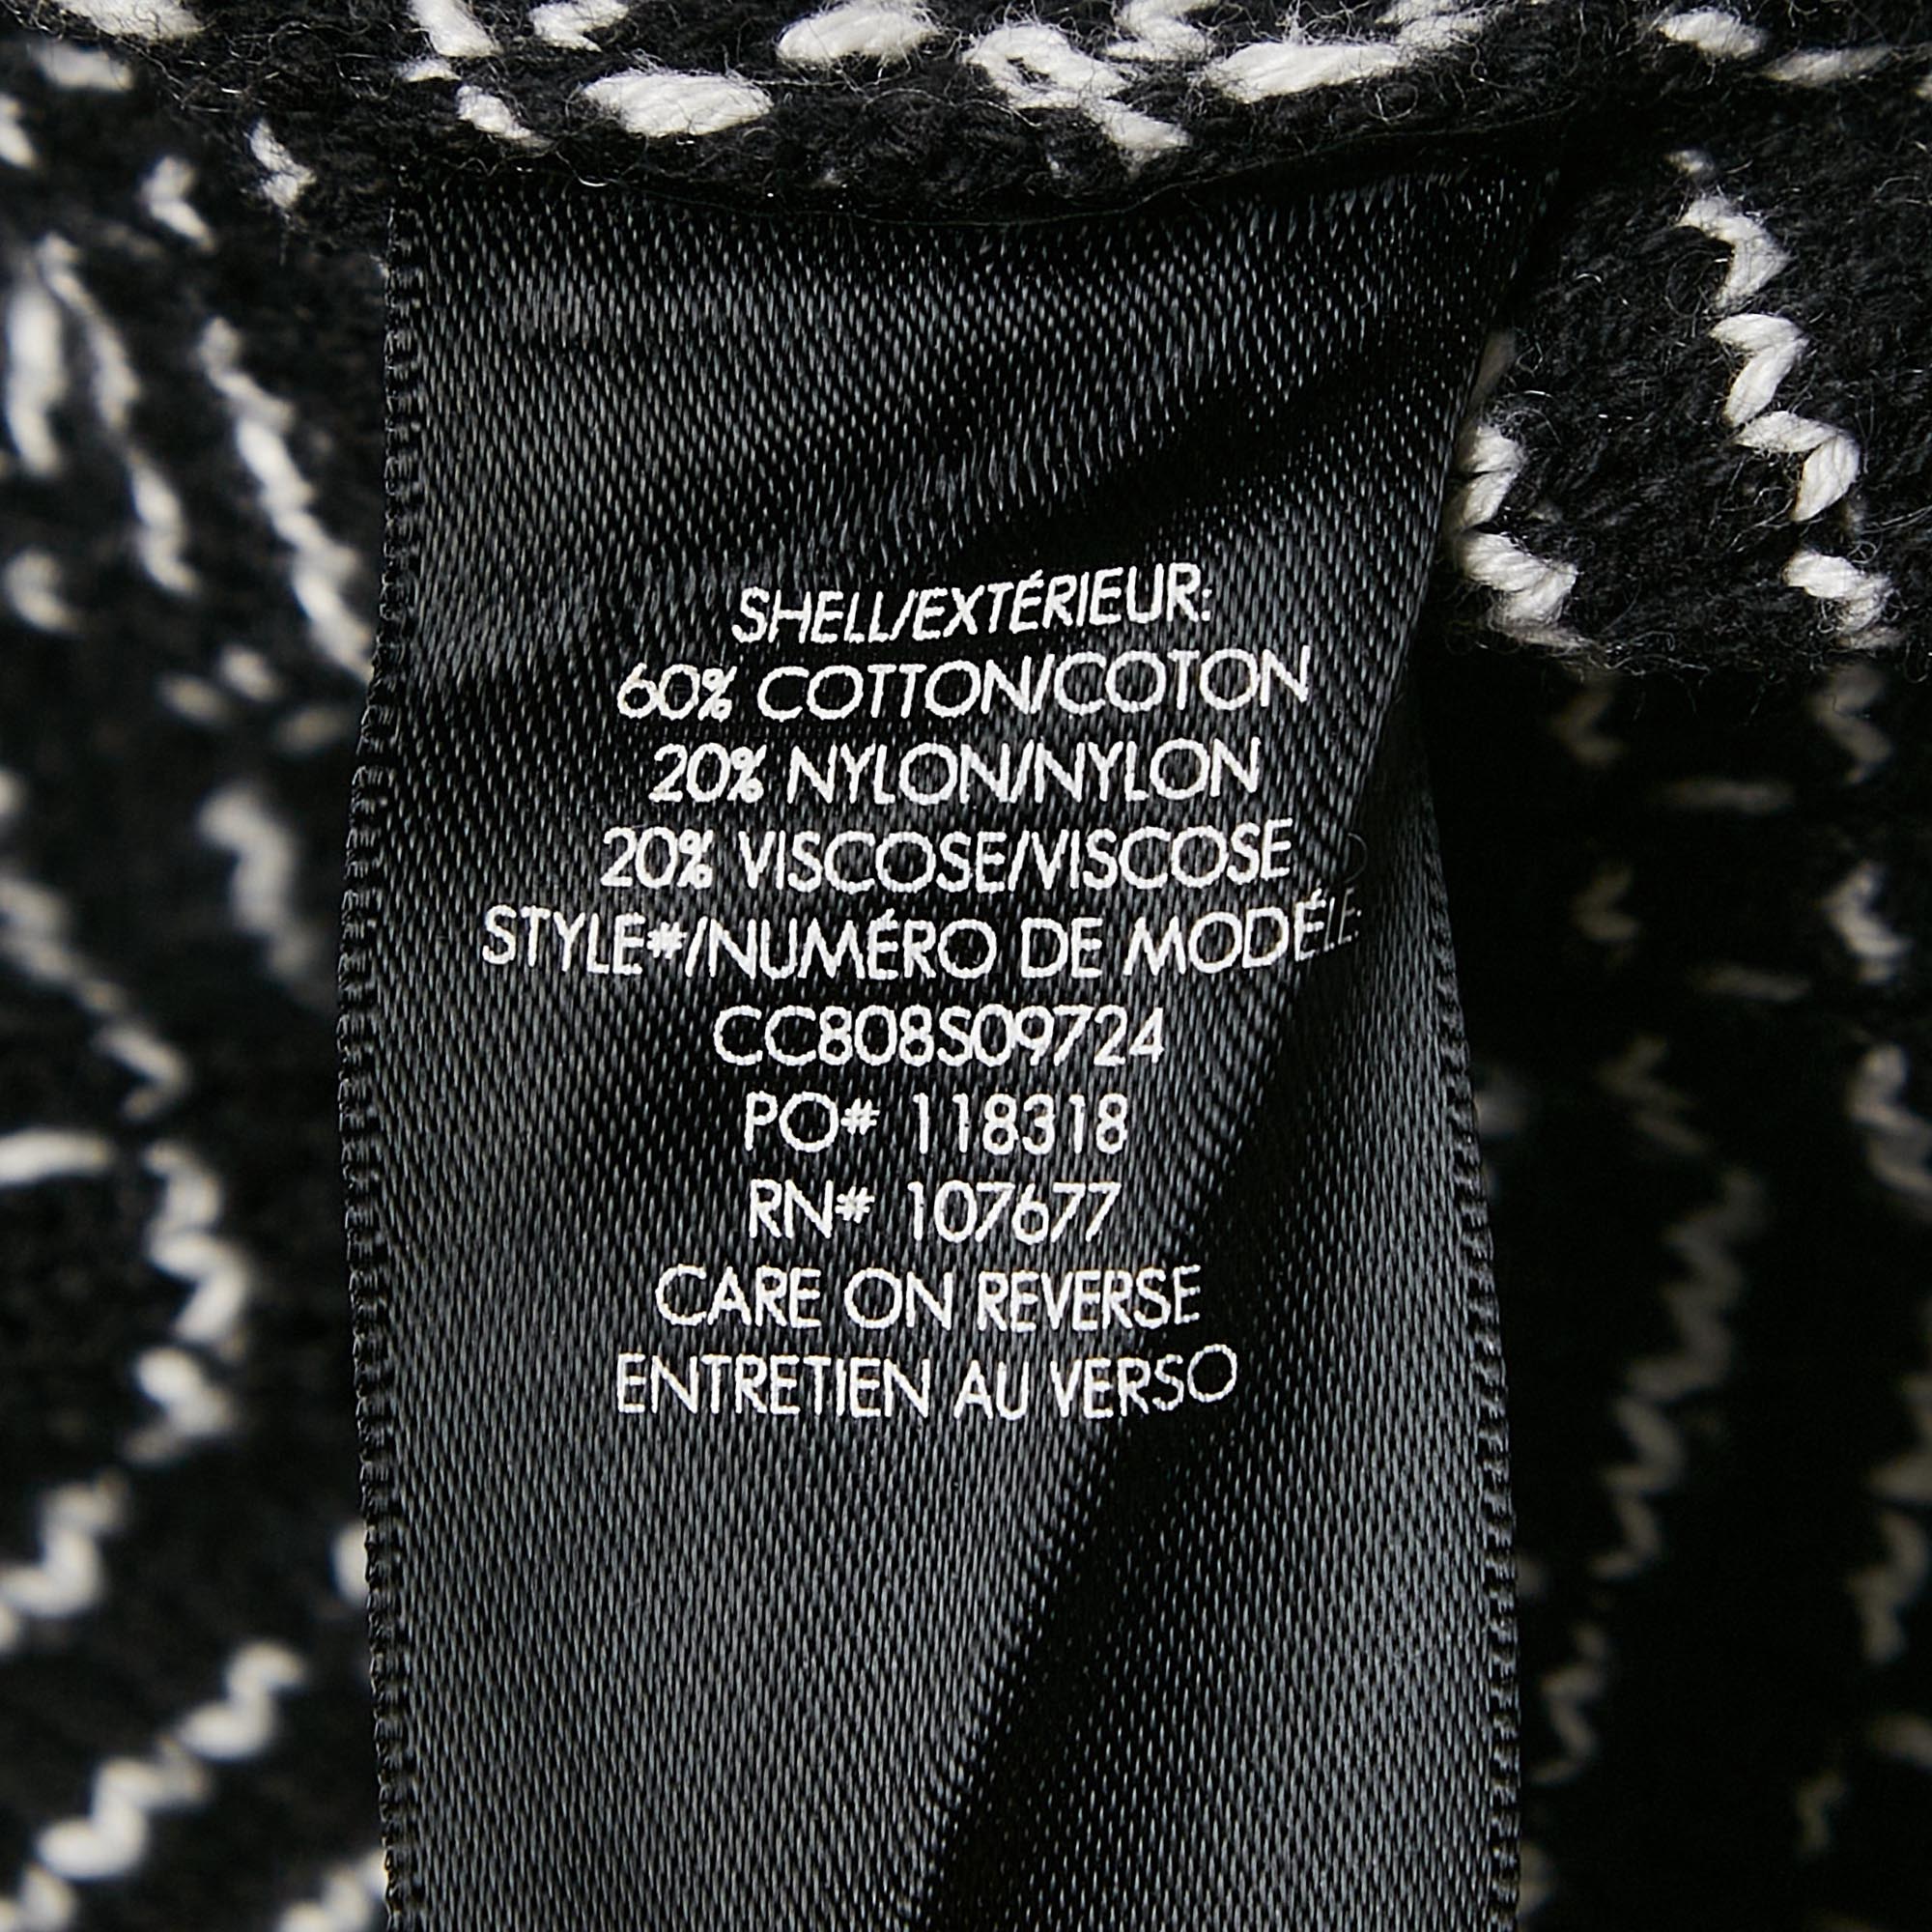 SHELL/EXTÉRIEUR:
60% COTTON/COTON
20% NYLON/NYLON
20% VISCOSE/VISCOSE
STYLE#/NUMÉRO DE MODÉLE:
CC808S09724
PO# 118318
RN# 107677
CARE ON REVERSE
ENTRETIEN AU VERSO